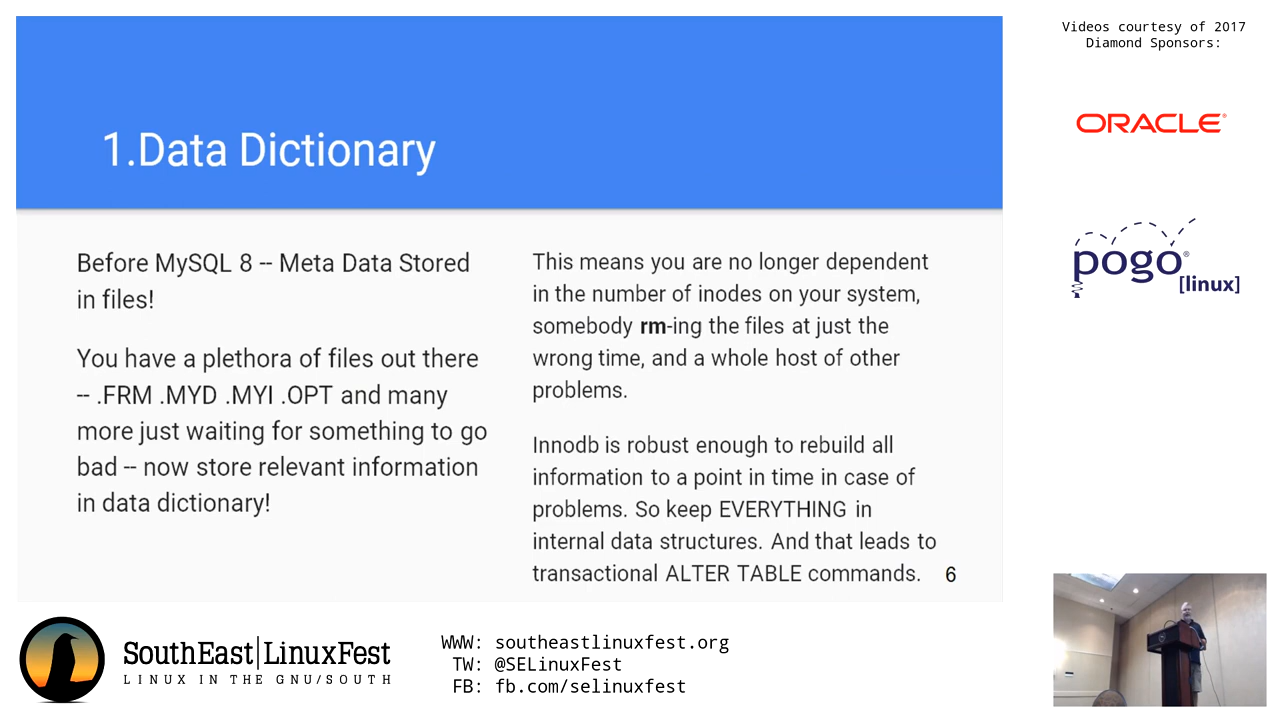 1.Data Dictionary
Before MySQL 8 -- Meta Data Stored
in files!
You have a plethora of files out there
-- .FRM .MYD .MYI .OPT and many
more just waiting for something to go
bad -- now store relevant information
in data dictionary!
This means you are no longer dependent
in the number of inodes on your system,
somebody rm-ing the files at just the
wrong time, and a whole host of other
problems.
Innodb is robust enough to rebuild all
information to a point in time in case of
problems. So keep EVERYTHING in
internal data structures. And that leads to
transactional ALTER TABLE commands.
6
Videos courtesy of 2017
Diamond Sponsors:
ORACLE®
pogo®
[linux]
SouthEast|LinuxFest
LINUX IN THE GNU/SOUTH
WWW: southeastlinuxfest.org
TW: @SELinuxFest
FB: fb.com/selinuxfest